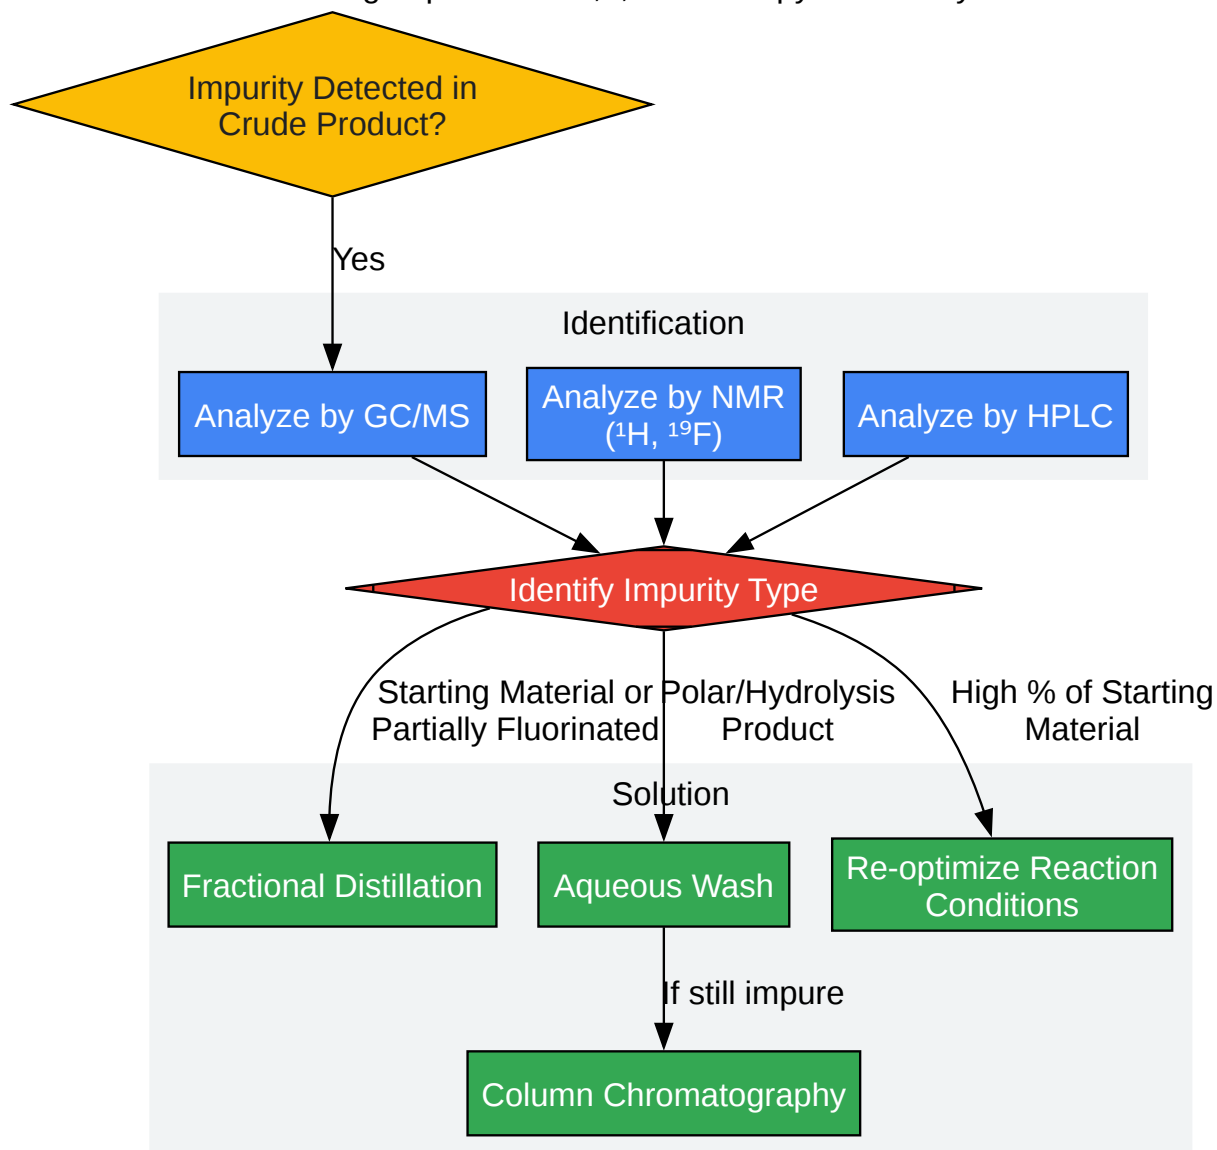 Impurity Detected in
Crude Product?
Yes
Identification
Analyze by GC/MS
Analyze by NMR
(¹H, ¹⁹F)
Analyze by HPLC
Identify Impurity Type
Starting Material or
Partially Fluorinated
Polar/Hydrolysis
Product
High % of Starting
Material
Solution
Fractional Distillation
Aqueous Wash
Re-optimize Reaction
Conditions
If still impure
Column Chromatography